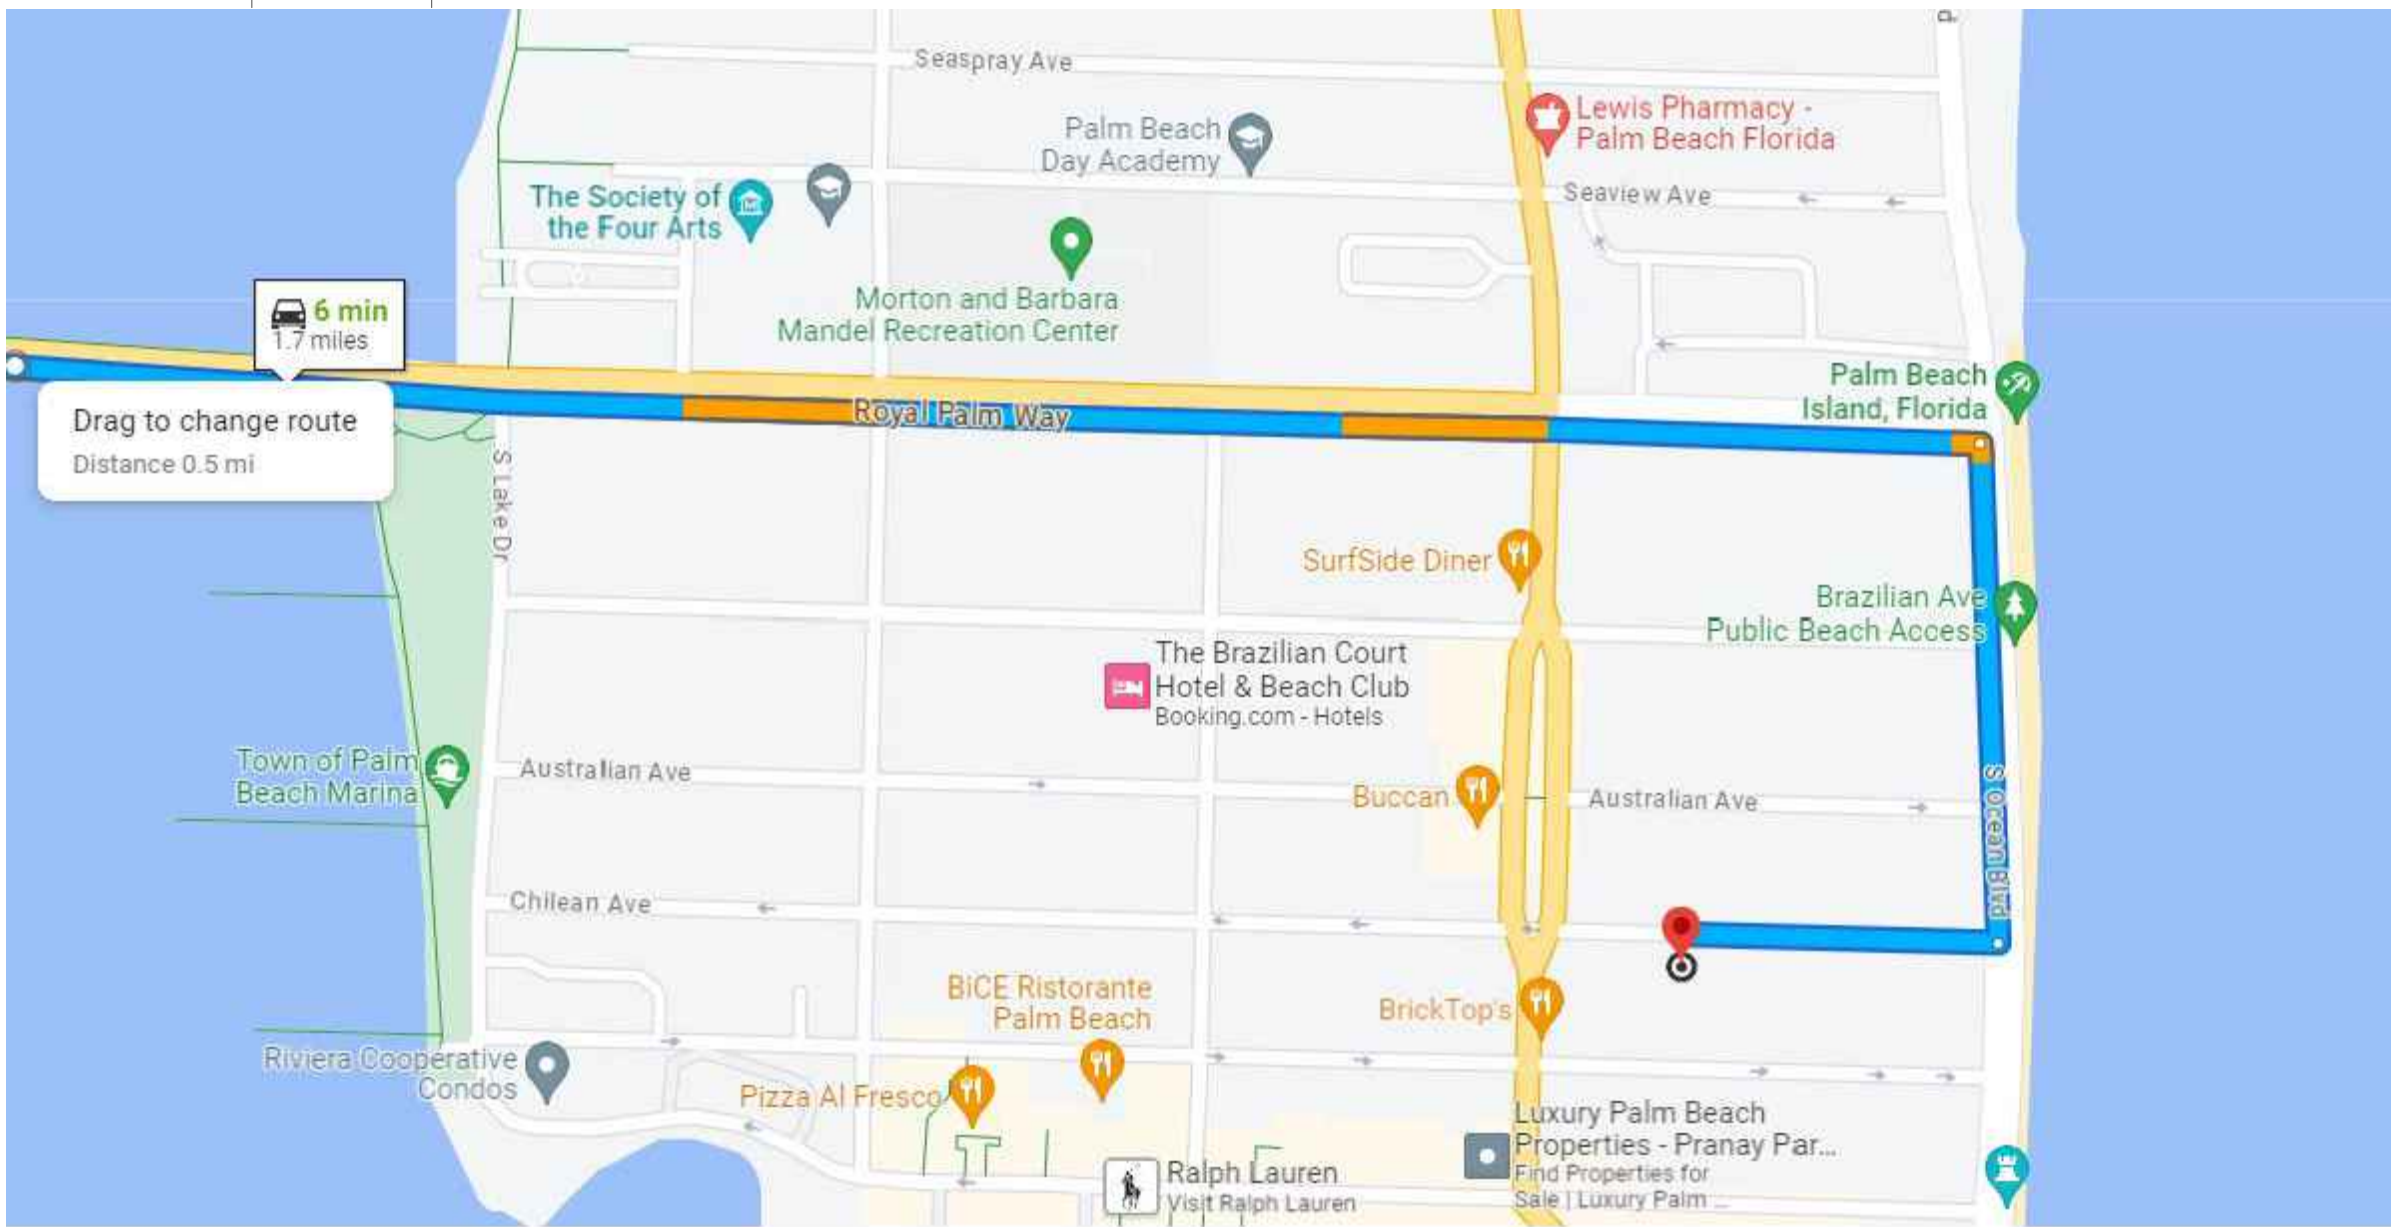 Seaspray Ave
Lewis Pharmacy -
Palm Beach Florida
Palm Beach
Day Academy
The Society of
the Four Arts
Seaview Ave
Morton and Barbara
Mandel Recreation Center
6 min
1.7 miles
Palm Beach
Island, Florida
Drag to change route
Distance 0.5 mi
Royal Palm Way
S Lake Dr
SurfSide Diner
Brazilian Ave
Public Beach Access
The Brazilian Court
Hotel & Beach Club
Booking.com - Hotels
Town of Palm
Beach Marina
Australian Ave
Buccan
Australian Ave
S Ocean Blvd
Chilean Ave
BiCE Ristorante
Palm Beach
BrickTop's
Riviera Cooperative
Condos
Pizza Al Fresco
Luxury Palm Beach
Properties - Pranay Par...
Find Properties for
Sale | Luxury Palm ...
Ralph Lauren
Visit Ralph Lauren